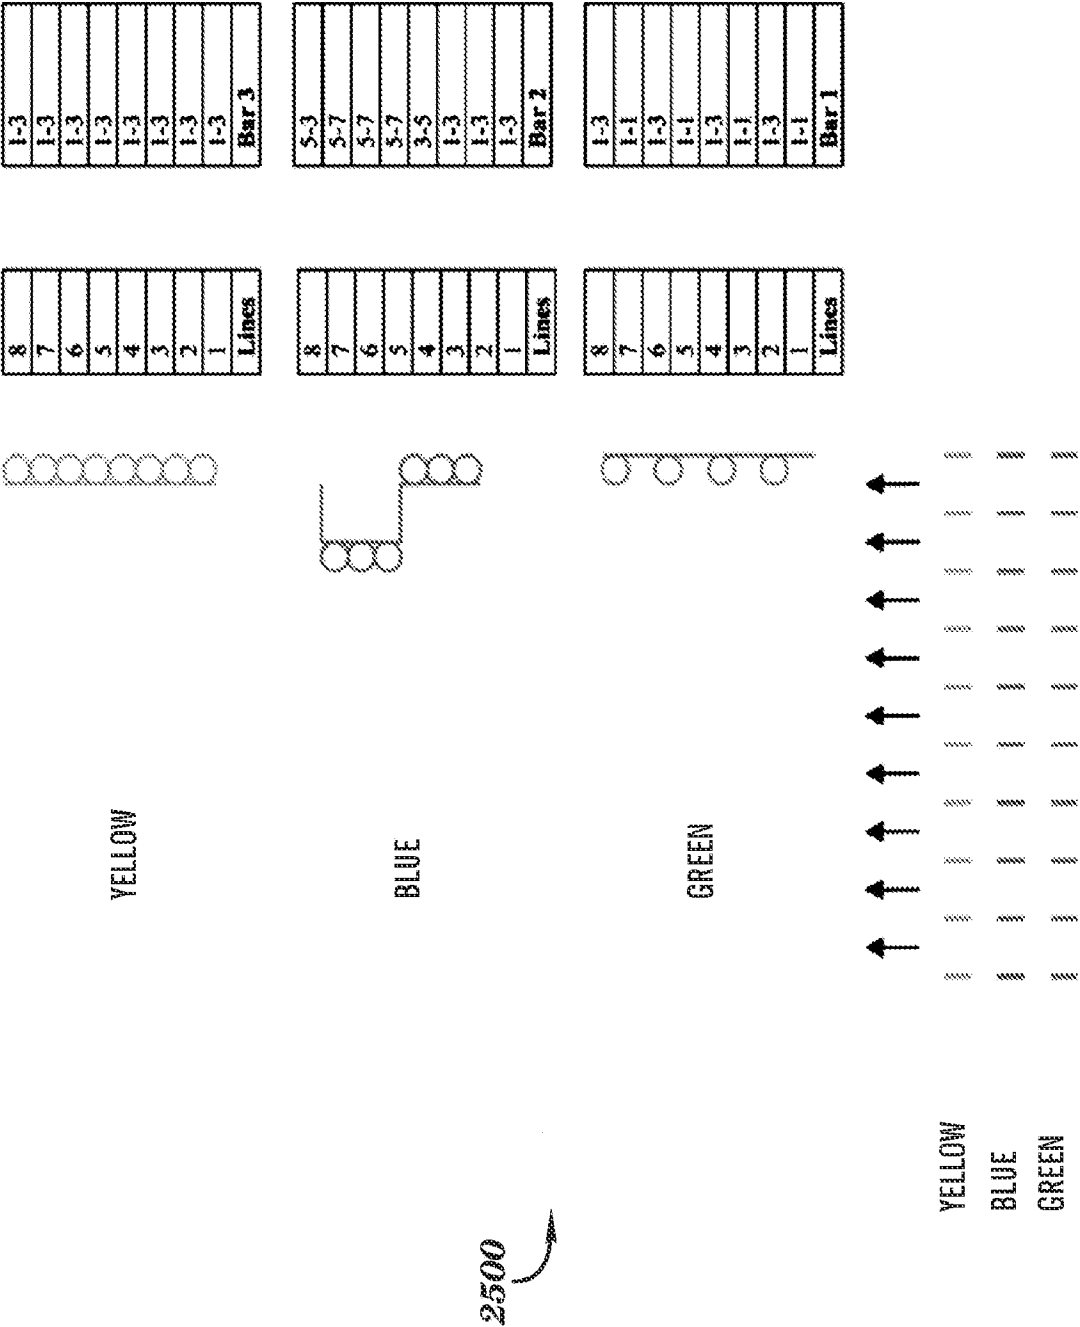 YELLOW
8 1-3
7 1-3
6 1-3
5 1-3
4 1-3
3 1-3
2 1-3
1 1-3
Lines Bar 3
BLUE
8 5-3
7 5-7
6 5-7
5 5-7
4 3-5
3 1-3
2 1-3
1 1-3
Lines Bar 2
2500
GREEN
8 1-3
7 1-1
6 1-3
5 1-1
4 1-3
3 1-1
2 1-3
1 1-1
Lines Bar 1
YELLOW
BLUE
GREEN